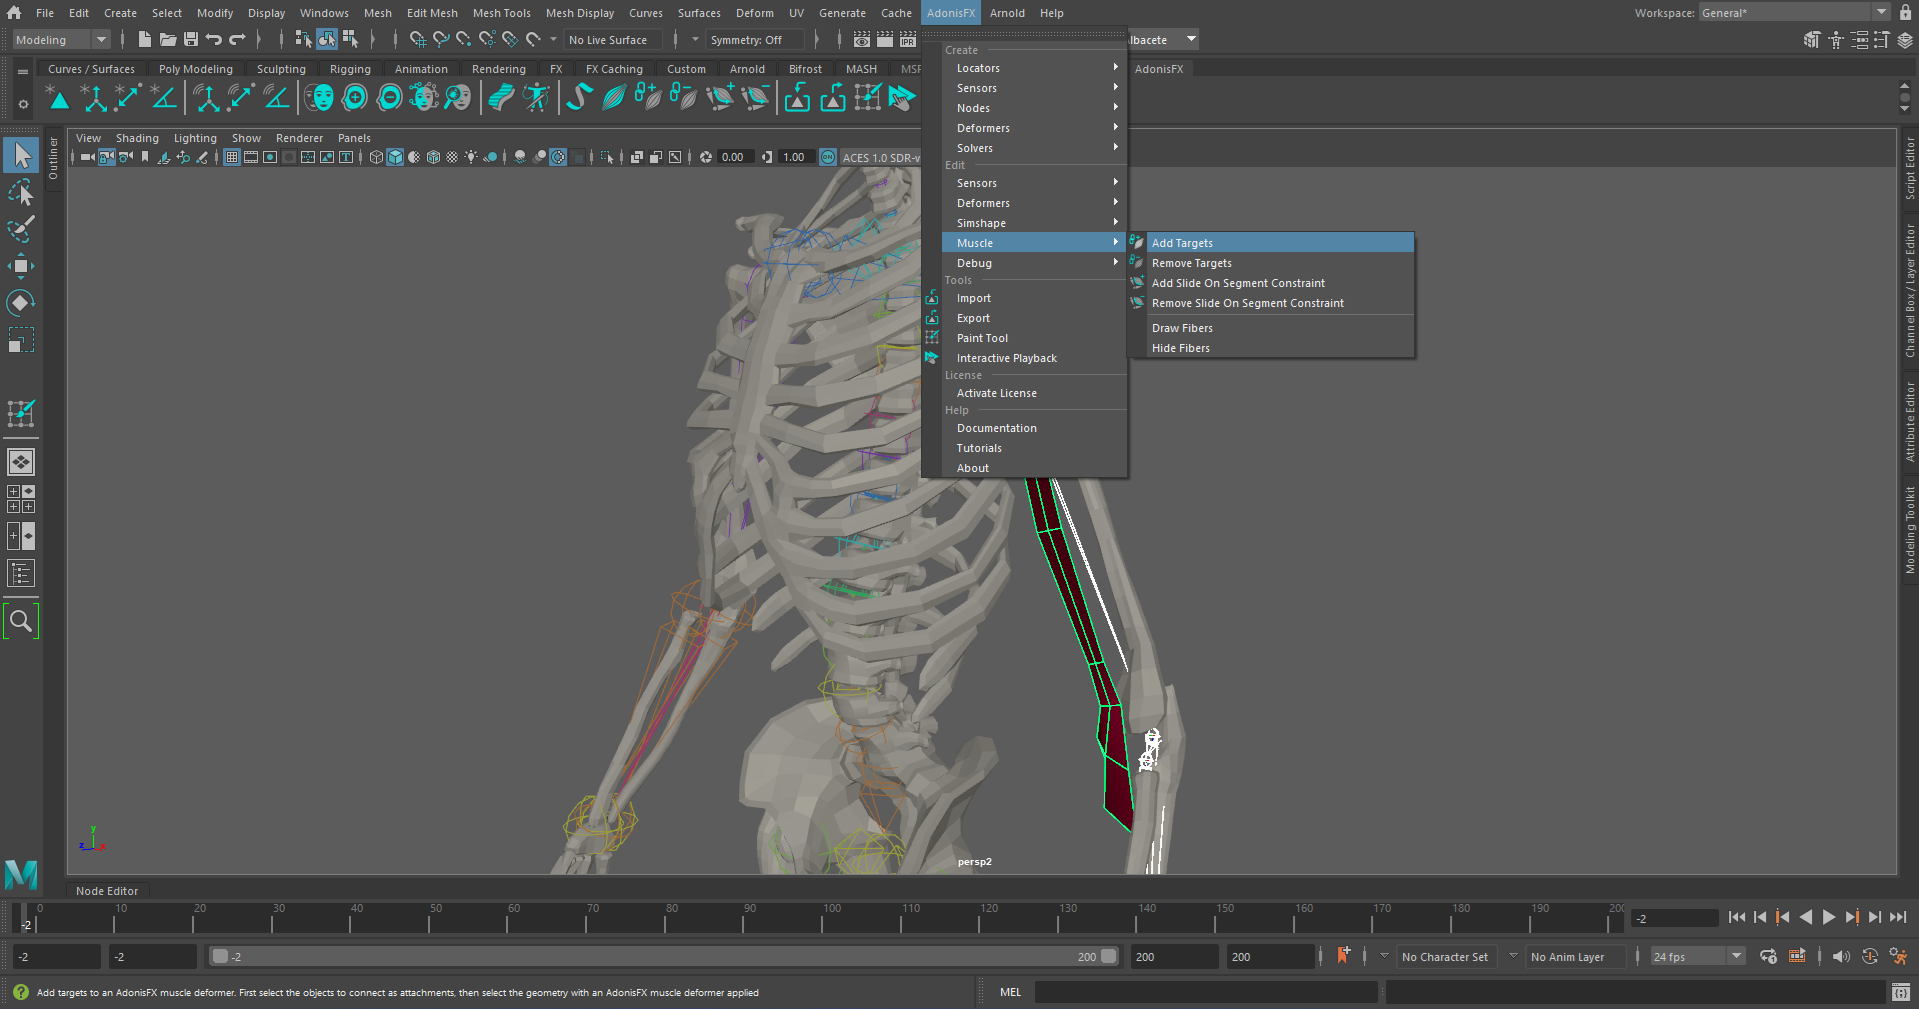 File Edit Create Select Modify Display Windows Mesh Edit Mesh Mesh Tools Mesh Display Curves Surfaces Deform UV Generate Cache AdonisFX Arnold Help Workspace: General*
Modeling No Live Surface Symmetry: Off IPR lbacete
Curves / Surfaces Poly Modeling Sculpting Rigging Animation Rendering FX FX Caching Custom Arnold Bifrost MASH AdonisFX
View Shading Lighting Show Renderer Panels
0.00 1.00 ON ACES 1.0 SDR-v
Create
Locators
Sensors
Nodes
Deformers
Solvers
Edit
Sensors
Deformers
Simshape
Muscle
Debug
Tools
Import
Export
Paint Tool
Interactive Playback
License
Activate License
Help
Documentation
Tutorials
About
Add Targets
Remove Targets
Add Slide On Segment Constraint
Remove Slide On Segment Constraint
Draw Fibers
Hide Fibers
Outliner
Script Editor
Channel Box / Layer Editor
Attribute Editor
Modeling Toolkit
y
z x
persp2
Node Editor
0 10 20 30 40 50 60 70 80 90 100 110 120 130 140 150 160 170 180 190 200
-2 -2
-2 -2 -2 200 200 200 No Character Set No Anim Layer 24 fps
Add targets to an AdonisFX muscle deformer. First select the objects to connect as attachments, then select the geometry with an AdonisFX muscle deformer applied MEL